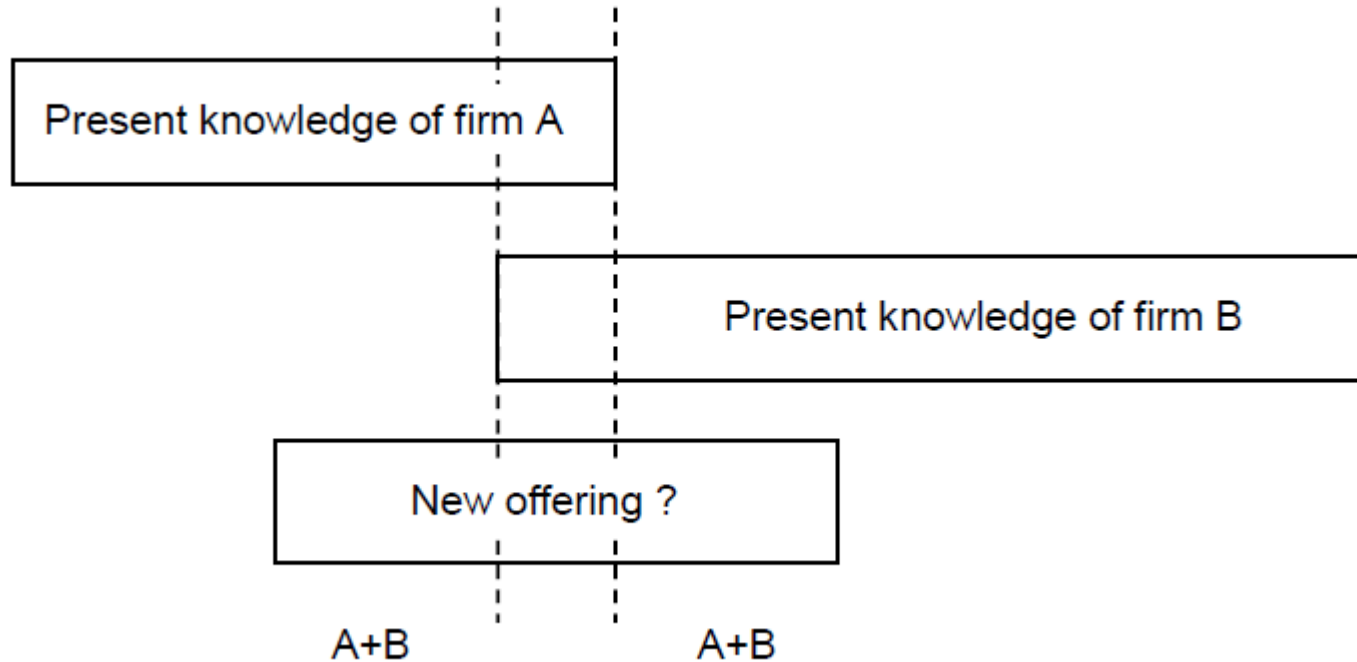 Present knowledge of firm A
Present knowledge of firm B
New offering ?
A+B
A+B